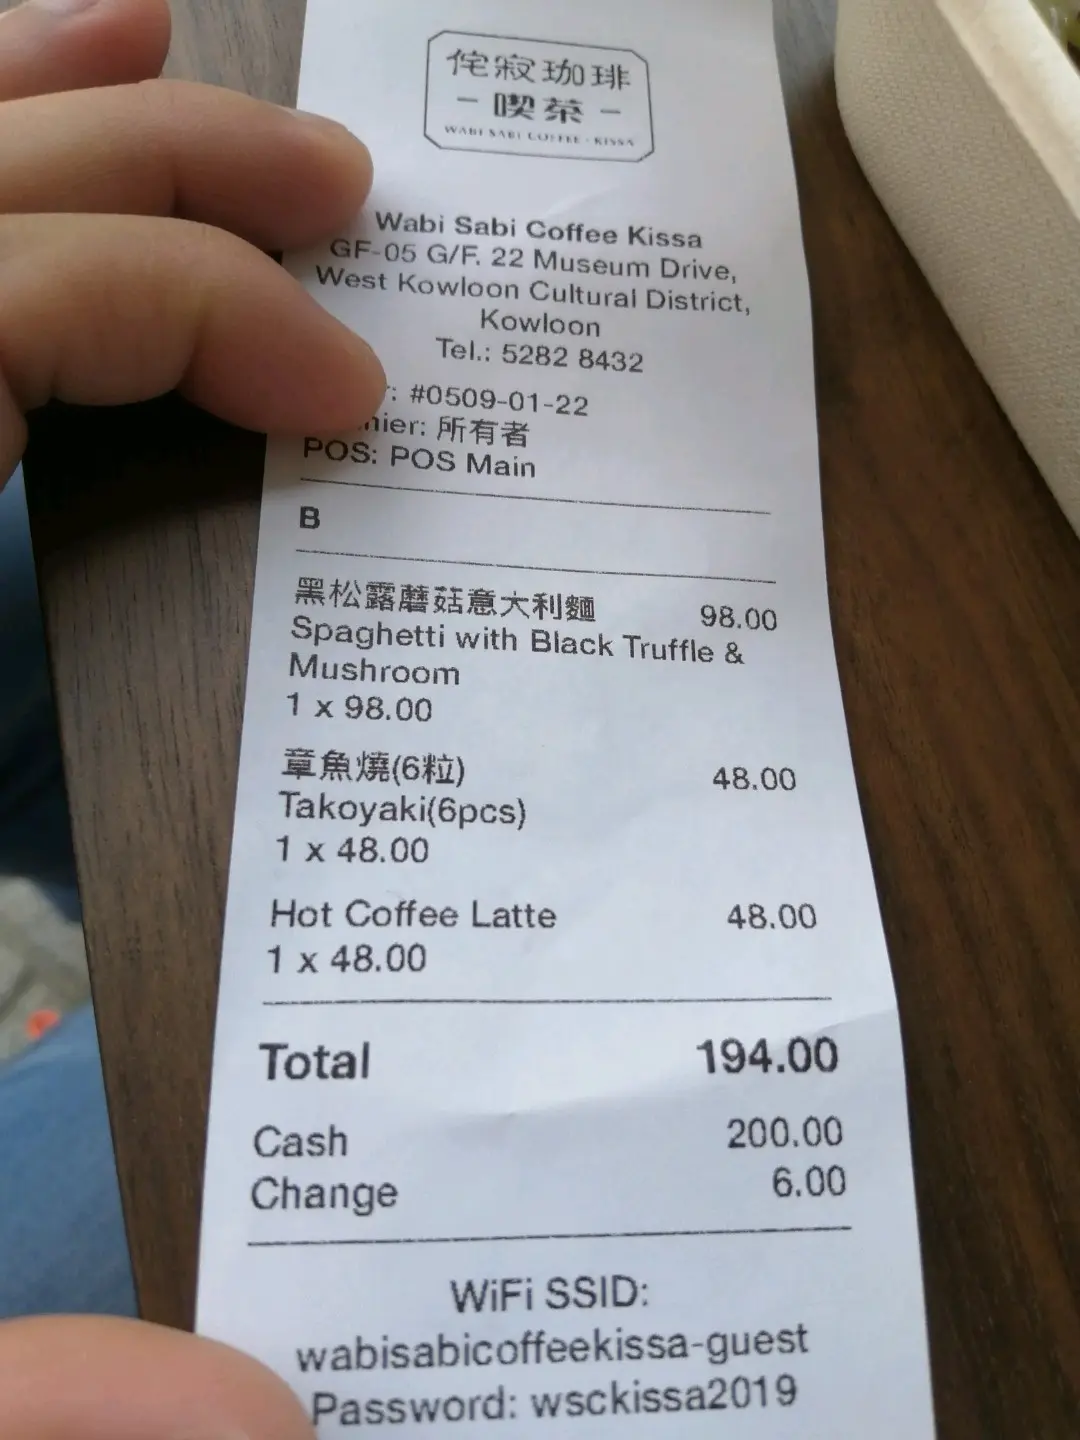 侘寂珈琲
- 喫茶 -
WABI SABI COFFEE · KISSA
Wabi Sabi Coffee Kissa
GF-05 G/F. 22 Museum Drive,
West Kowloon Cultural District,
Kowloon
Tel.: 5282 8432
#0509-01-22
所有者
POS: POS Main
B
黑松露蘑菇意大利麵 98.00
Spaghetti with Black Truffle &
Mushroom
1 x 98.00
章魚燒(6粒) 48.00
Takoyaki(6pcs)
1 x 48.00
Hot Coffee Latte 48.00
1 x 48.00
Total 194.00
Cash 200.00
Change 6.00
WiFi SSID:
wabisabicoffeekissa-guest
Password: wsckissa2019